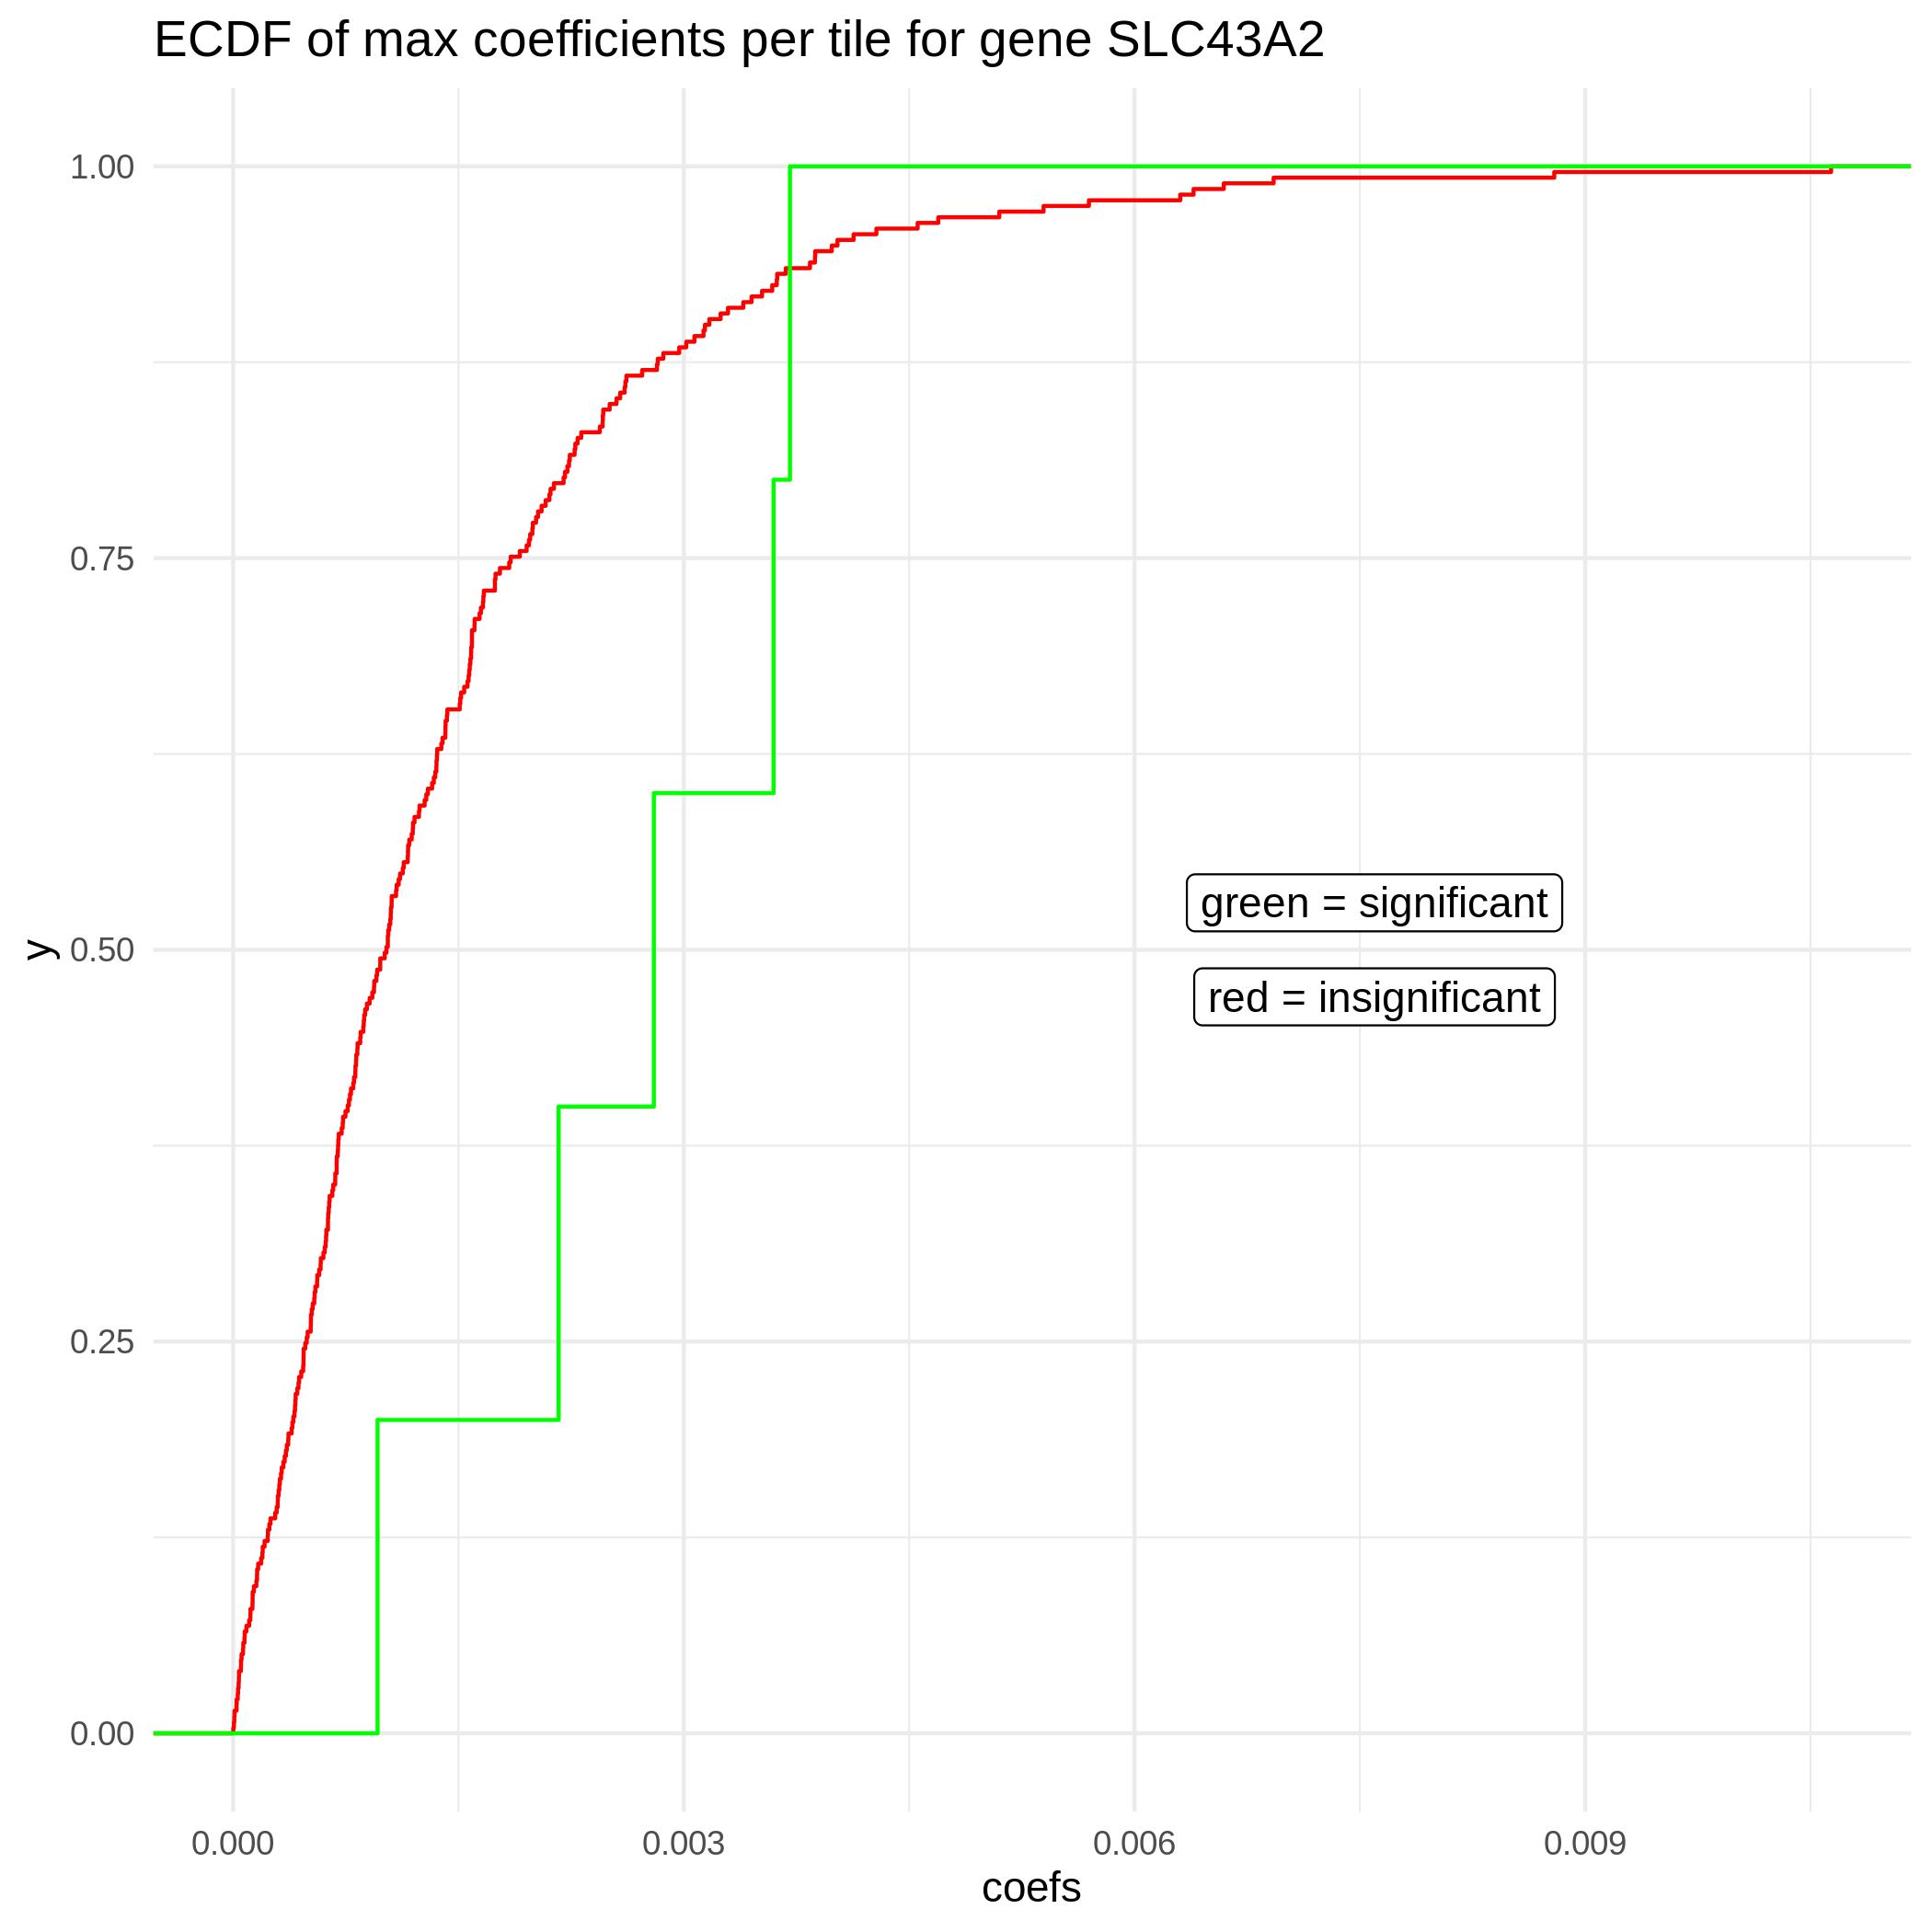 ECDF of max coefficients per tile for gene SLC43A2
1.00
0.75
0.50
0.25
0.00
y
green = significant
red = insignificant
0.000 0.003 0.006 0.009
coefs